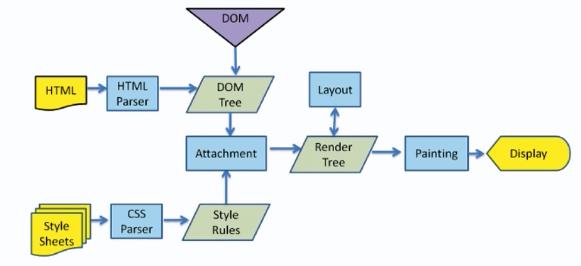 DOM
HTML
HTML
Parser
DOM
Tree
Layout
Attachment
Render
Tree
Painting
Display
Style
Sheets
CSS
Parser
Style
Rules